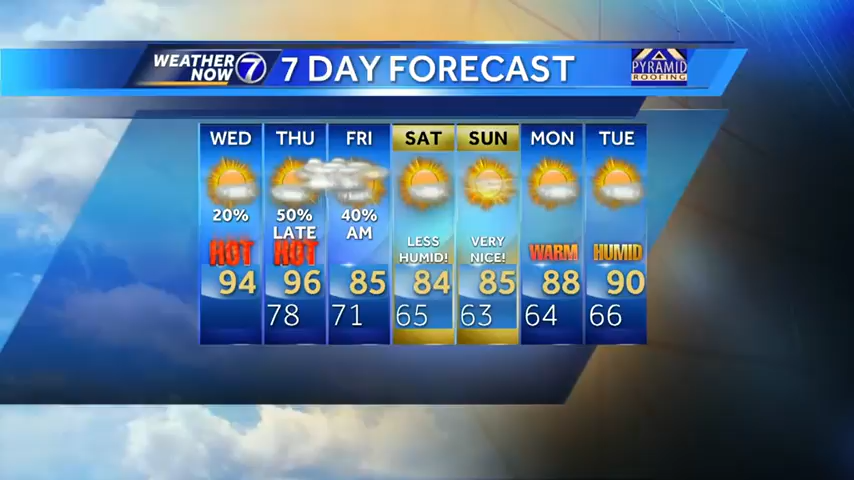 WEATHER
NOW 7
7 DAY FORECAST
PYRAMID
ROOFING
WED THU FRI SAT SUN MON TUE
20% 50% 40%
LATE AM
LESS VERY
HUMID! NICE!
HOT HOT WARM HUMID
94 96 85 84 85 88 90
78 71 65 63 64 66